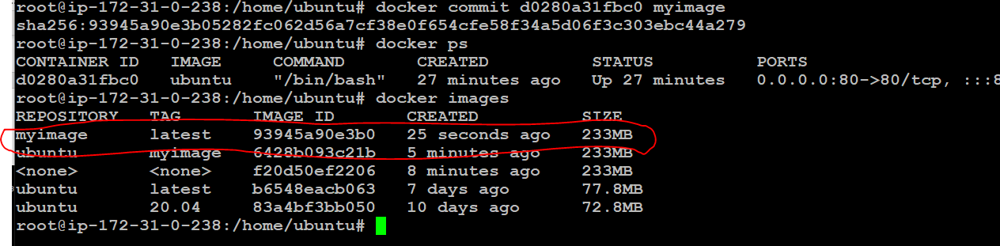 root@ip-172-31-0-238:/home/ubuntu# docker commit d0280a31fbc0 myimage
sha256:93945a90e3b05282fc062d56a7cf38e0f654cfe58f34a5d06f3c303ebc44a279
root@ip-172-31-0-238:/home/ubuntu# docker ps
CONTAINER ID   IMAGE     COMMAND       CREATED          STATUS          PORTS
d0280a31fbc0   ubuntu    "/bin/bash"   27 minutes ago   Up 27 minutes   0.0.0.0:80->80/tcp, :::8
root@ip-172-31-0-238:/home/ubuntu# docker images
REPOSITORY   TAG       IMAGE ID       CREATED          SIZE
myimage      latest    93945a90e3b0   25 seconds ago   233MB
ubuntu       myimage   6428b093c21b   5 minutes ago    233MB
<none>       <none>    f20d50ef2206   8 minutes ago    233MB
ubuntu       latest    b6548eacb063   7 days ago       77.8MB
ubuntu       20.04     83a4bf3bb050   10 days ago      72.8MB
root@ip-172-31-0-238:/home/ubuntu#